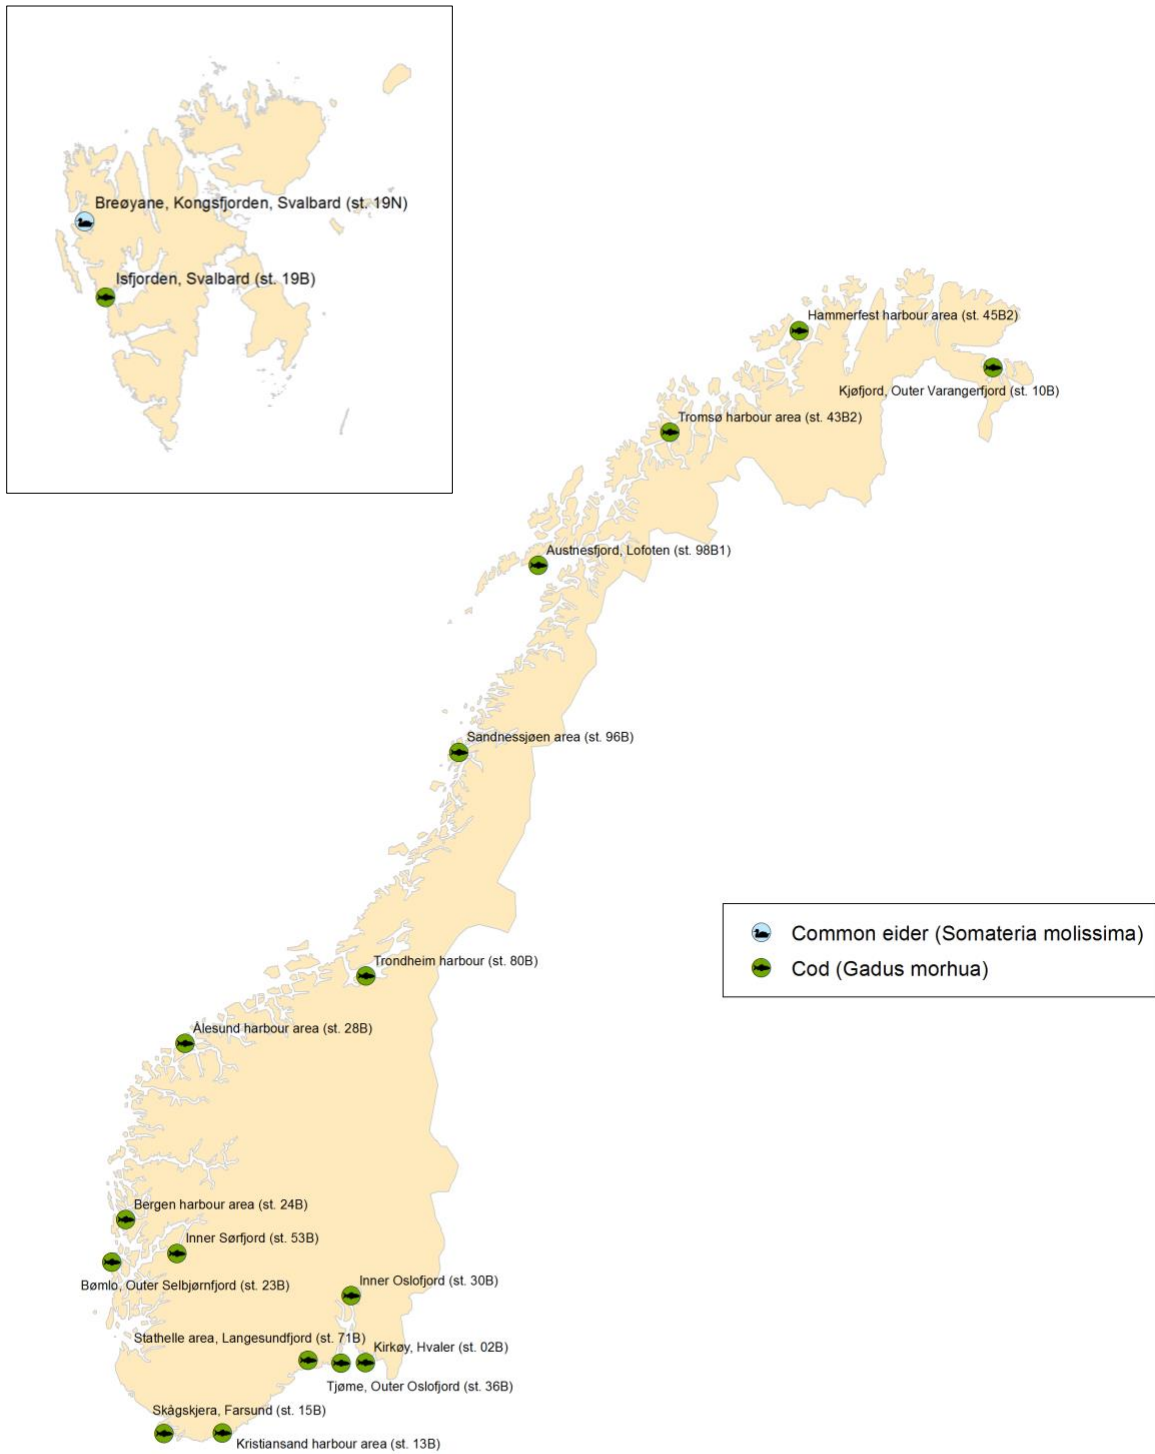 Breøyane, Kongsfjorden, Svalbard (st. 19N)
Isfjorden, Svalbard (st. 19B)
Hammerfest harbour area (st. 45B2)
Kjøfjord, Outer Varangerfjord (st. 10B)
Tromsø harbour area (st. 43B2)
Austnesfjord, Lofoten (st. 98B1)
Sandnessjøen area (st. 96B)
Common eider (Somateria molissima)
Cod (Gadus morhua)
Trondheim harbour (st. 80B)
Ålesund harbour area (st. 28B)
Bergen harbour area (st. 24B)
Inner Sørfjord (st. 53B)
Bømlo, Outer Selbjørnfjord (st. 23B)
Inner Oslofjord (st. 30B)
Stathelle area, Langesundfjord (st. 71B)
Kirkøy, Hvaler (st. 02B)
Tjøme, Outer Oslofjord (st. 36B)
Skågskjera, Farsund (st. 15B)
Kristiansand harbour area (st. 13B)